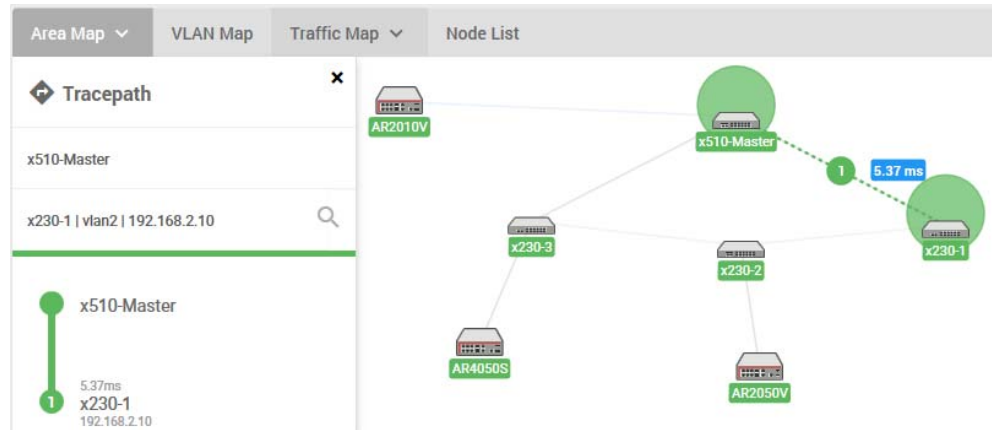 Area Map
VLAN Map
Traffic Map
Node List
Tracepath
x510-Master
x230-1 | vlan2 | 192.168.2.10
x510-Master
5.37ms
1
x230-1
192.168.2.10
AR2010V
x510-Master
1
5.37 ms
x230-1
x230-3
x230-2
AR4050S
AR2050V